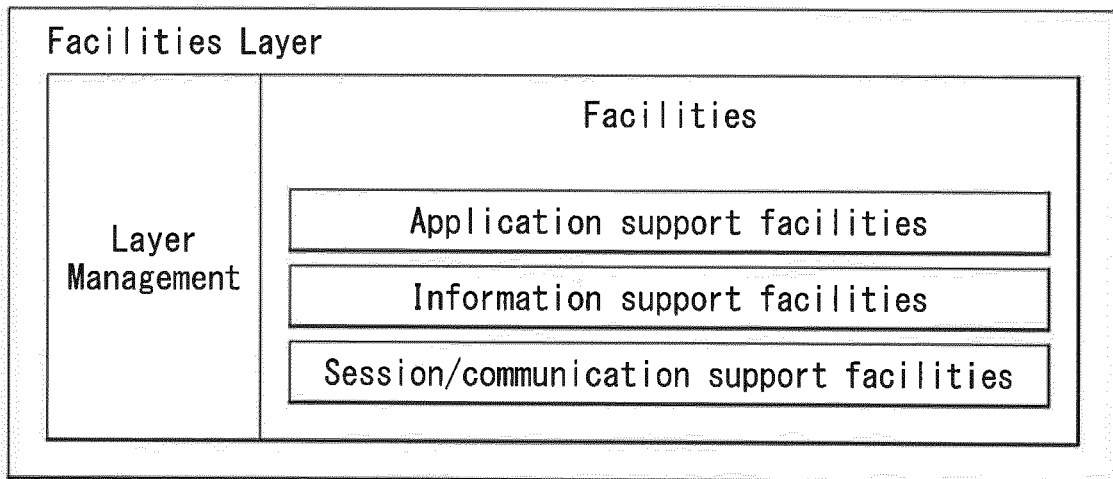 Facilities Layer
Layer
Management
Facilities
Application support facilities
Information support facilities
Session/communication support facilities